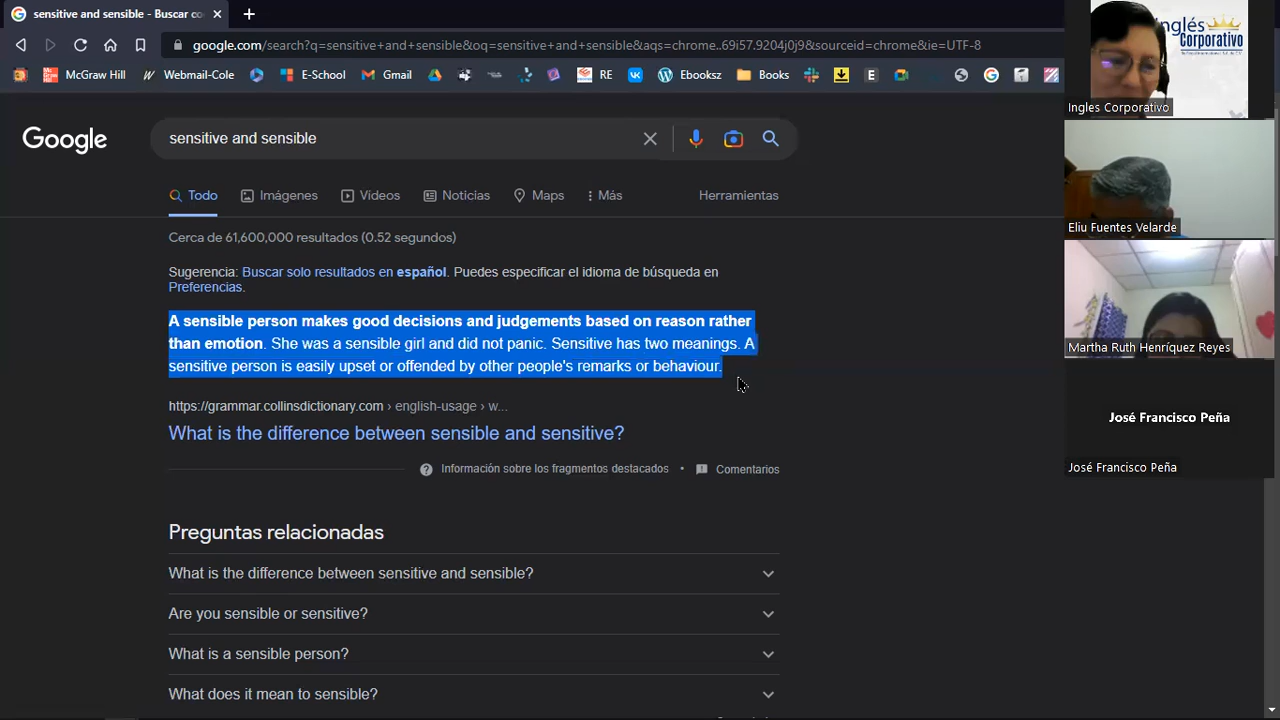 sensitive and sensible - Buscar co
google.com/search?q=sensitive+and+sensible&oq=sensitive+and+sensible&aqs=chrome..69i57.9204j0j9&sourceid=chrome&ie=UTF-8
McGraw Hill
Webmail-Cole
E-School
Gmail
RE
Ebooksz
Books
E
Google
sensitive and sensible
Todo
Imágenes
Videos
Noticias
Maps
Más
Herramientas
Cerca de 61,600,000 resultados (0.52 segundos)
Sugerencia: Buscar solo resultados en español. Puedes especificar el idioma de búsqueda en
Preferencias.
A sensible person makes good decisions and judgements based on reason rather
than emotion. She was a sensible girl and did not panic. Sensitive has two meanings. A
sensitive person is easily upset or offended by other people's remarks or behaviour.
https://grammar.collinsdictionary.com › english-usage › w...
What is the difference between sensible and sensitive?
Información sobre los fragmentos destacados
Comentarios
Preguntas relacionadas
What is the difference between sensitive and sensible?
Are you sensible or sensitive?
What is a sensible person?
What does it mean to sensible?
Inglés
Corporativo
Ingles Corporativo
Eliu Fuentes Velarde
Martha Ruth Henríquez Reyes
José Francisco Peña
José Francisco Peña